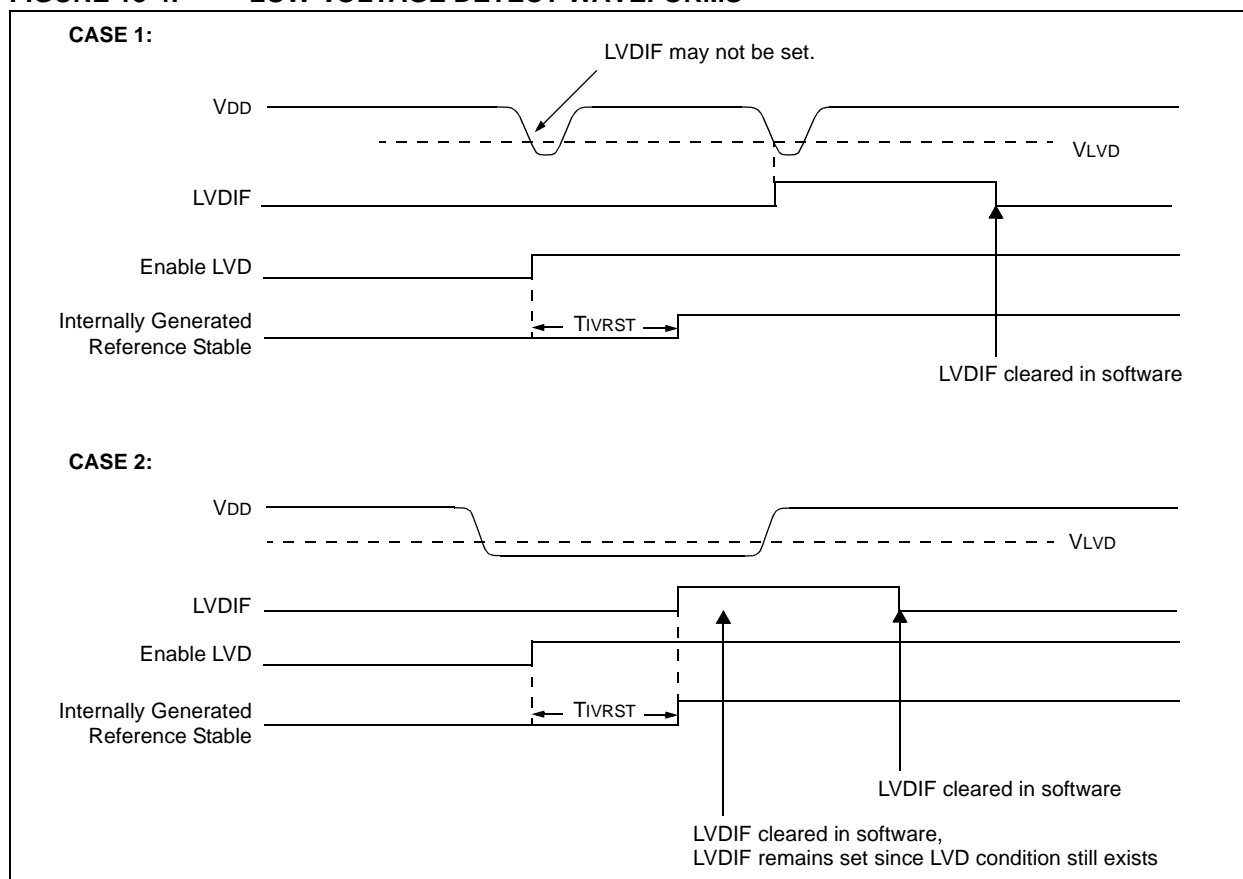 CASE 1:
LVDIF may not be set.
VDD
VLVD
LVDIF
Enable LVD
Internally Generated
Reference Stable
TIVRST
LVDIF cleared in software
CASE 2:
VDD
VLVD
LVDIF
Enable LVD
Internally Generated
Reference Stable
TIVRST
LVDIF cleared in software
LVDIF cleared in software,
LVDIF remains set since LVD condition still exists